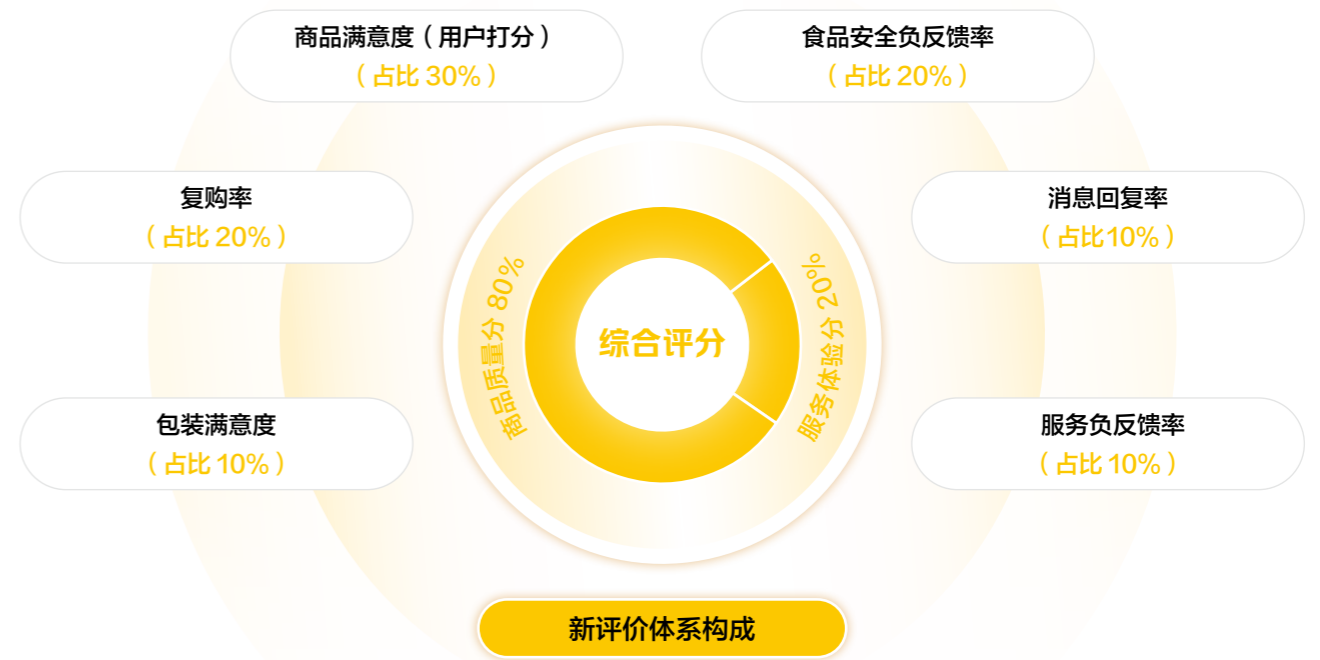 商品满意度（用户打分）
（占比 30%）
食品安全负反馈率
（占比 20%）
复购率
（占比 20%）
消息回复率
（占比10%）
商品质量分 80%
综合评分
服务体验分 20%
包装满意度
（占比 10%）
服务负反馈率
（占比 10%）
新评价体系构成